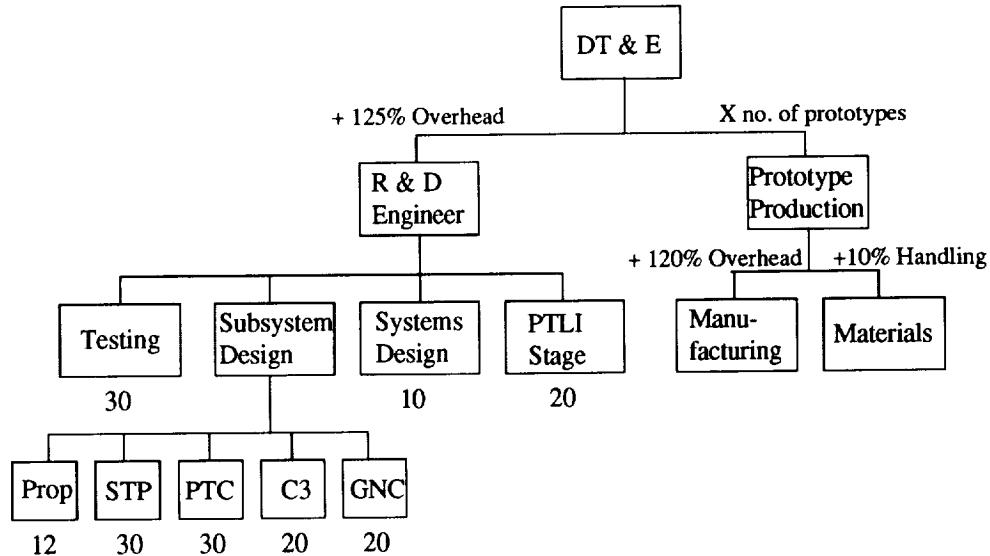 DT & E
+ 125% Overhead
X no. of prototypes
R & D
Engineer
Prototype
Production
+ 120% Overhead
+10% Handling
Testing
Subsystem
Design
Systems
Design
PTLI
Stage
Manu-
facturing
Materials
30
10
20
Prop
STP
PTC
C3
GNC
12
30
30
20
20